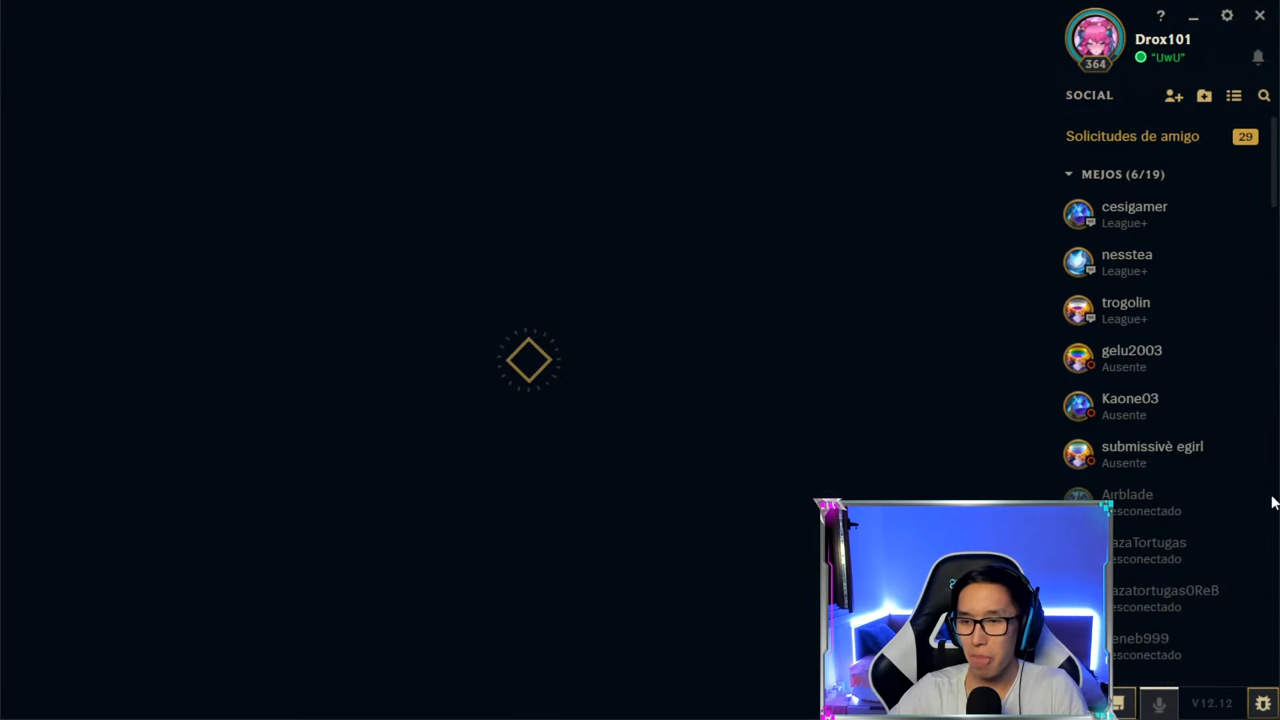 ?
Drox101
364
"UwU"
SOCIAL
Solicitudes de amigo
29
MEJOS (6/19)
cesigamer
League+
nesstea
League+
trogolin
League+
gelu2003
Ausente
Kaone03
Ausente
submissivè egirl
Ausente
Airblade
esconectado
azaTortugas
esconectado
azatortugas0ReB
esconectado
eneb999
esconectado
V12.12